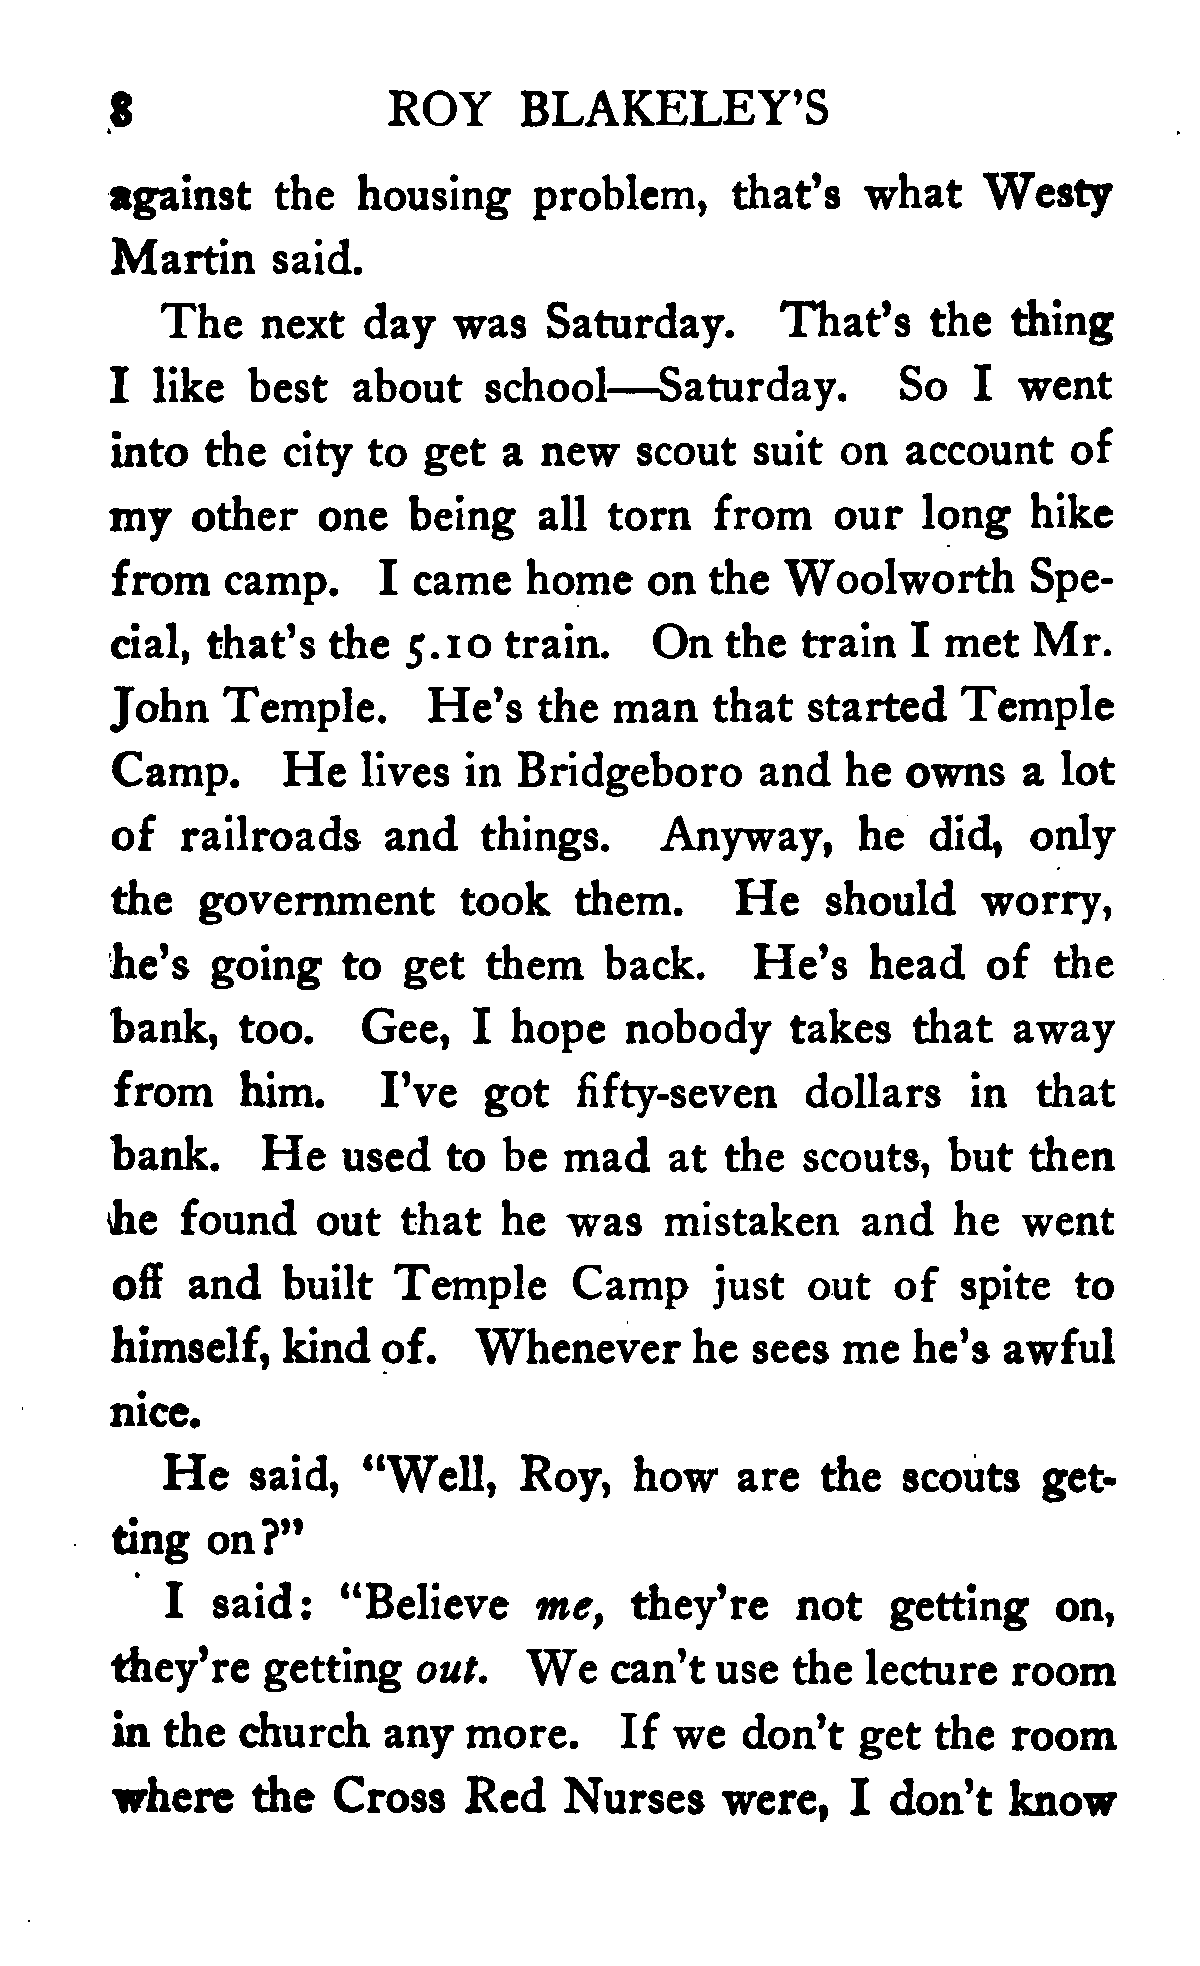 8 ROY BLAKELEY'S
against the housing problem, that's what Westy
Martin said.
The next day was Saturday. That's the thing
I like best about school—Saturday. So I went
into the city to get a new scout suit on account of
my other one being all torn from our long hike
from camp. I came home on the Woolworth Spe-
cial, that's the 5.10 train. On the train I met Mr.
John Temple. He's the man that started Temple
Camp. He lives in Bridgeboro and he owns a lot
of railroads and things. Anyway, he did, only
the government took them. He should worry,
he's going to get them back. He's head of the
bank, too. Gee, I hope nobody takes that away
from him. I've got fifty-seven dollars in that
bank. He used to be mad at the scouts, but then
he found out that he was mistaken and he went
off and built Temple Camp just out of spite to
himself, kind of. Whenever he sees me he's awful
nice.
He said, "Well, Roy, how are the scouts get-
ting on?"
I said: "Believe me, they're not getting on,
they're getting out. We can't use the lecture room
in the church any more. If we don't get the room
where the Cross Red Nurses were, I don't know